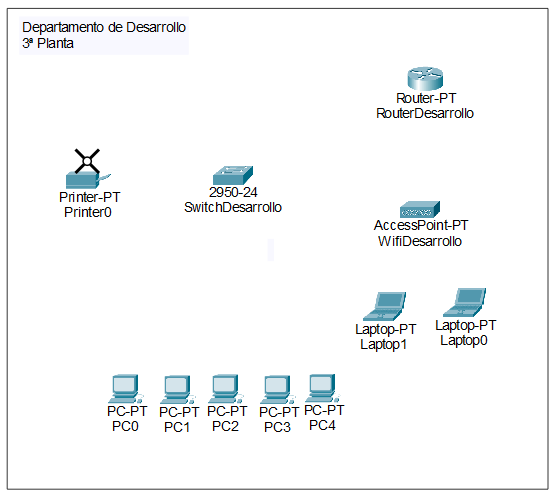 Departamento de Desarrollo
3ª Planta
Router-PT
RouterDesarrollo
Printer-PT
Printer0
2950-24
SwitchDesarrollo
AccessPoint-PT
WifiDesarrollo
Laptop-PT
Laptop1
Laptop-PT
Laptop0
PC-PT
PC0
PC-PT
PC1
PC-PT
PC2
PC-PT
PC3
PC-PT
PC4